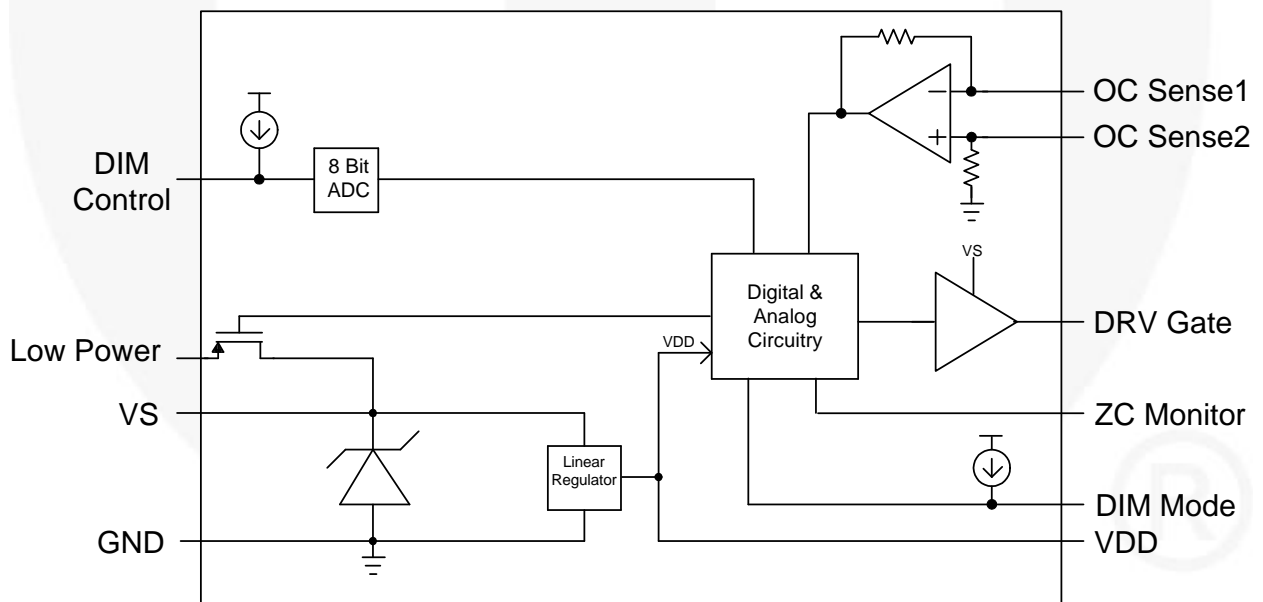 OC Sense1
OC Sense2
DIM
Control
8 Bit
ADC
VS
Digital &
Analog
Circuitry
DRV Gate
Low Power
VDD
VS
ZC Monitor
Linear
Regulator
DIM Mode
GND
VDD
®